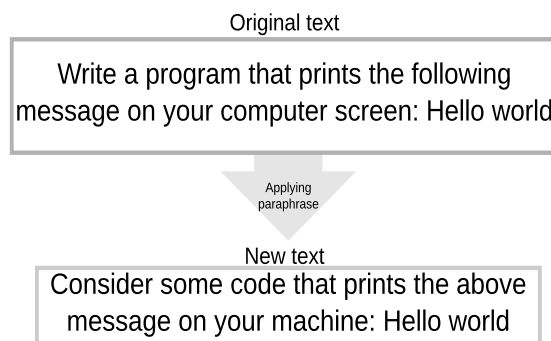 Original text
Write a program that prints the following
message on your computer screen: Hello world
Applying
paraphrase
New text
Consider some code that prints the above
message on your machine: Hello world